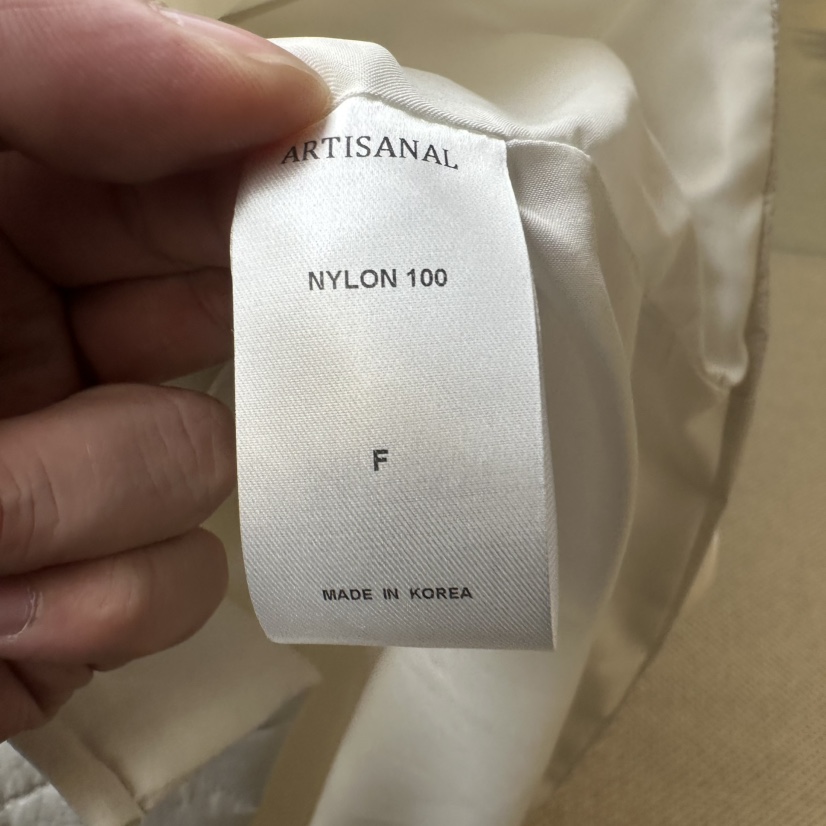 ARTISANAL
NYLON 100
F
MADE IN KOREA